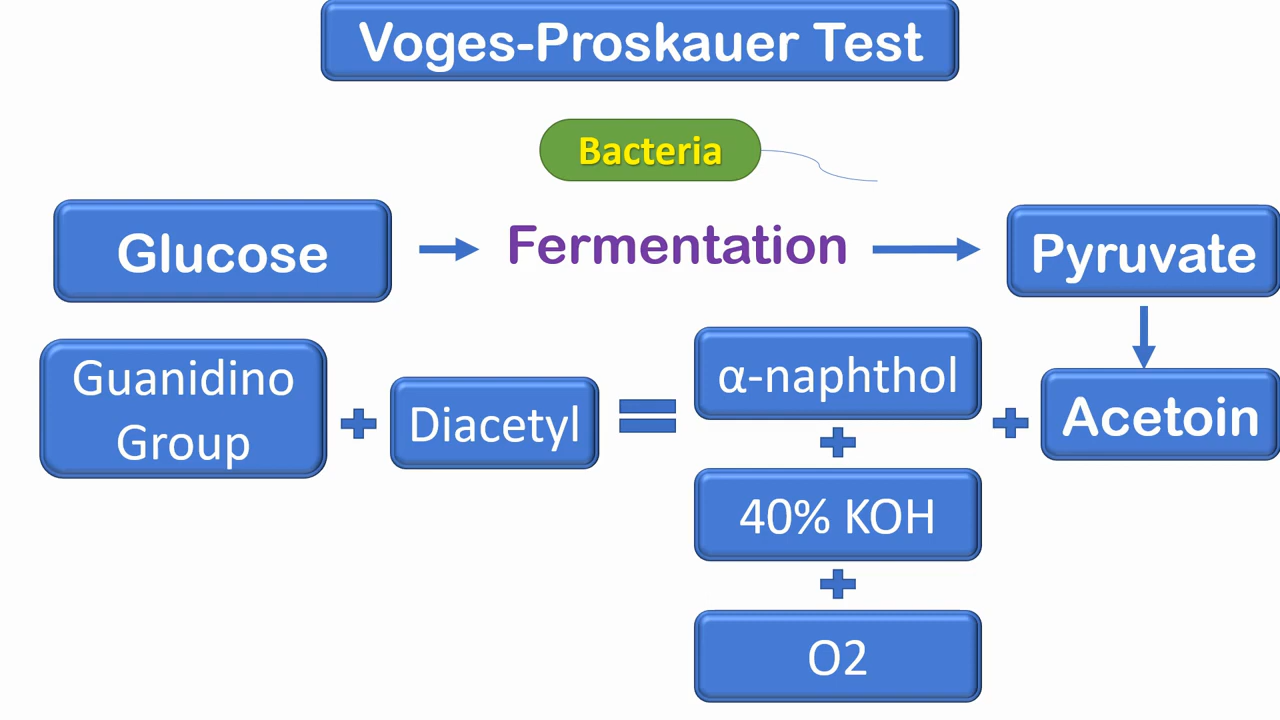 Voges-Proskauer Test
Bacteria
Glucose
Fermentation
Pyruvate
Guanidino
Group
Diacetyl
α-naphthol
Acetoin
40% KOH
O2